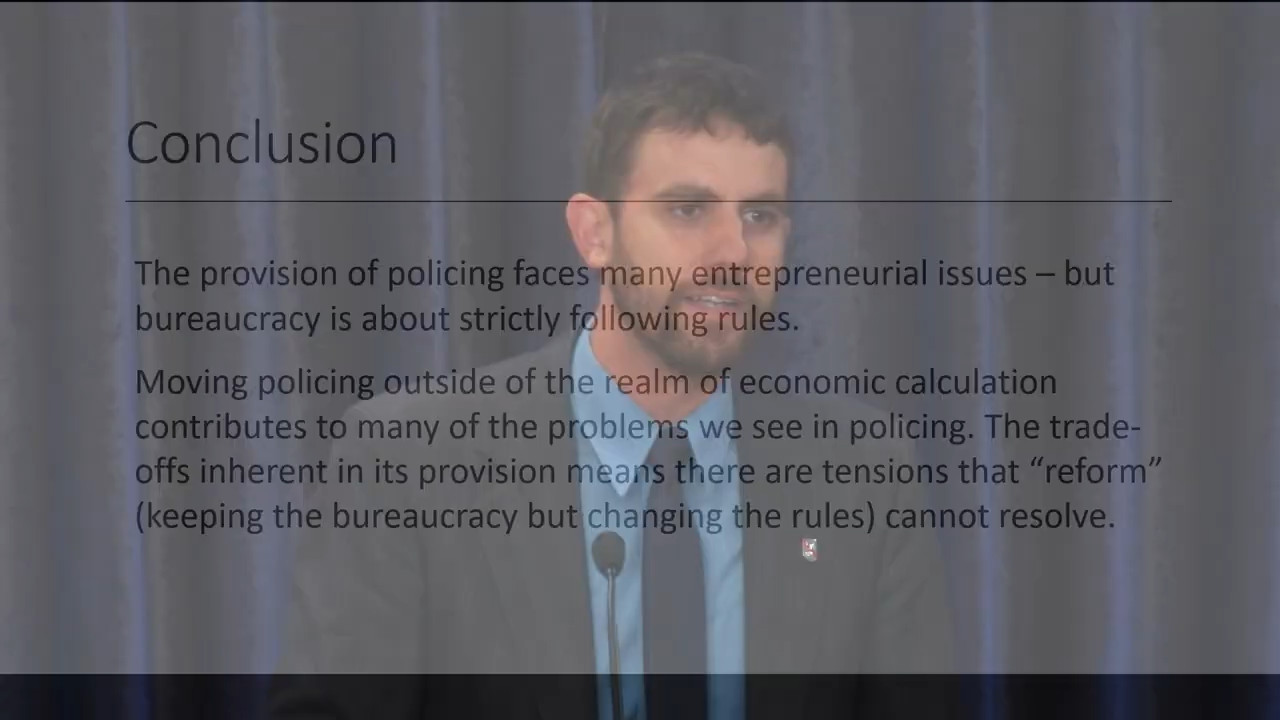 Conclusion
The provision of policing faces many entrepreneurial issues – but
bureaucracy is about strictly following rules.
Moving policing outside of the realm of economic calculation
contributes to many of the problems we see in policing. The trade-
offs inherent in its provision means there are tensions that “reform”
(keeping the bureaucracy but changing the rules) cannot resolve.